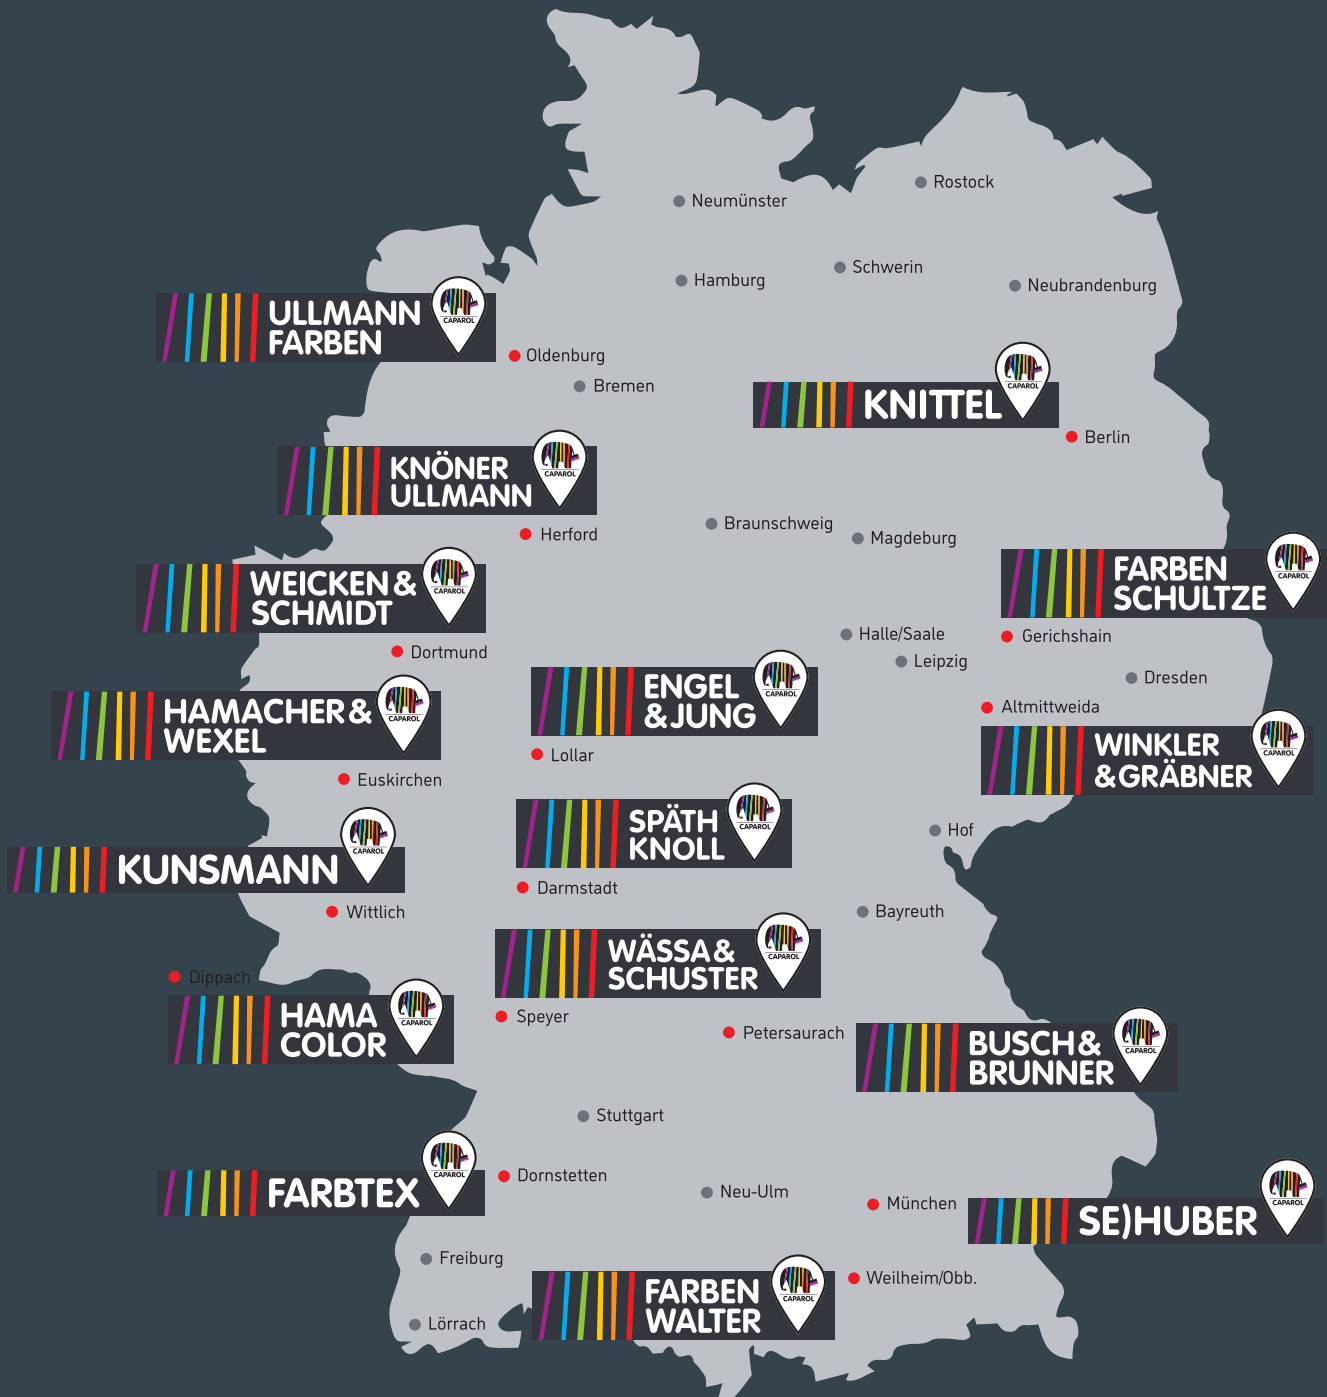 Rostock
Neumünster
Schwerin
Hamburg
Neubrandenburg
ULLMANN
FARBEN
CAPAROL
Oldenburg
Bremen
KNITTEL
CAPAROL
Berlin
KNÖNER
ULLMANN
CAPAROL
Herford
Braunschweig
Magdeburg
WEICKEN &
SCHMIDT
CAPAROL
Dortmund
FARBEN
SCHULTZE
CAPAROL
Gerichshain
Halle/Saale
Leipzig
Dresden
ENGEL
& JUNG
CAPAROL
Lollar
HAMACHER &
WEXEL
CAPAROL
Euskirchen
Altmittweida
WINKLER
& GRÄBNER
CAPAROL
SPÄTH
KNOLL
CAPAROL
Darmstadt
Hof
KUNSMANN
CAPAROL
Wittlich
Bayreuth
WÄSSA &
SCHUSTER
CAPAROL
Speyer
Dippach
HAMA
COLOR
CAPAROL
Petersaurach
BUSCH &
BRUNNER
CAPAROL
Stuttgart
FARBTEX
CAPAROL
Dornstetten
Neu-Ulm
München
SE)HUBER
CAPAROL
Freiburg
Weilheim/Obb.
FARBEN
WALTER
CAPAROL
Lörrach